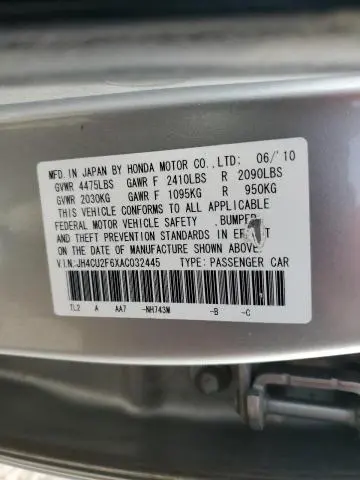 MFD. IN JAPAN BY HONDA MOTOR CO.,LTD: 06/'10
GVWR 4475LBS GAWR F 2410LBS R 2090LBS
GVWR 2030KG GAWR F 1095KG R 950KG
THIS VEHICLE CONFORMS TO ALL APPLICABLE
FEDERAL MOTOR VEHICLE SAFETY ,BUMPER,
AND THEFT PREVENTION STANDARDS IN EFFECT
ON THE DATE OF MANUFACTURE SHOWN ABOVE.
V.I.N.:JH4CU2F6XAC032445 TYPE: PASSENGER CAR
TL2 A AA7 -NH743M -B -C